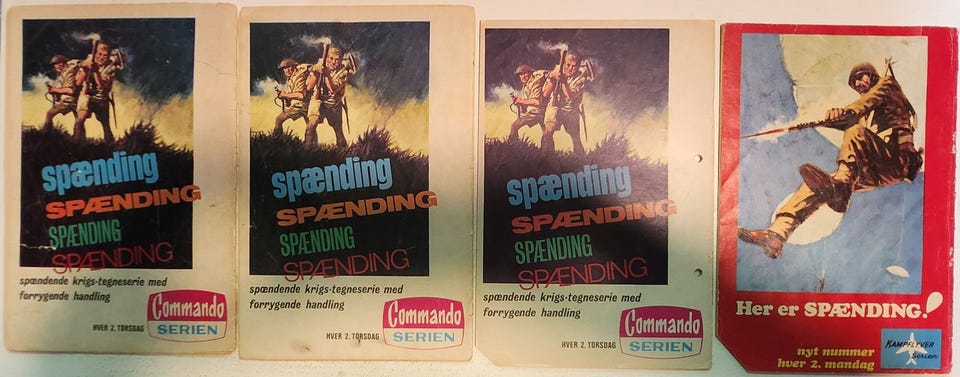 spænding
SPÆNDING
SPÆNDING
SPÆNDING
spændende krigs-tegneserie med
forrygende handling
HVER 2. TORSDAG
Commando
SERIEN
spænding
SPÆNDING
SPÆNDING
SPÆNDING
spændende krigs-tegneserie med
forrygende handling
HVER 2. TORSDAG
Commando
SERIEN
spænding
SPÆNDING
SPÆNDING
SPÆNDING
spændende krigs-tegneserie med
forrygende handling
HVER 2. TORSDAG
Commando
SERIEN
Her er SPÆNDING!
nyt nummer
hver 2. mandag
KAMPFLYVER
Serien